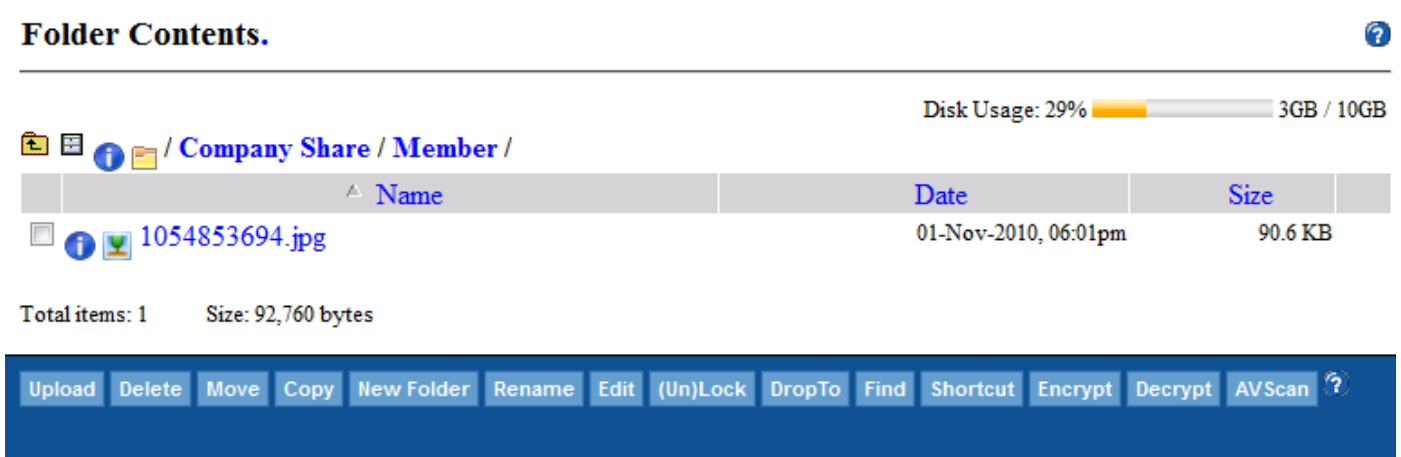 Folder Contents.
Disk Usage: 29% 3GB / 10GB
/ Company Share / Member /
Name Date Size
1054853694.jpg 01-Nov-2010, 06:01pm 90.6 KB
Total items: 1 Size: 92,760 bytes
Upload Delete Move Copy New Folder Rename Edit (Un)Lock DropTo Find Shortcut Encrypt Decrypt AVScan ?